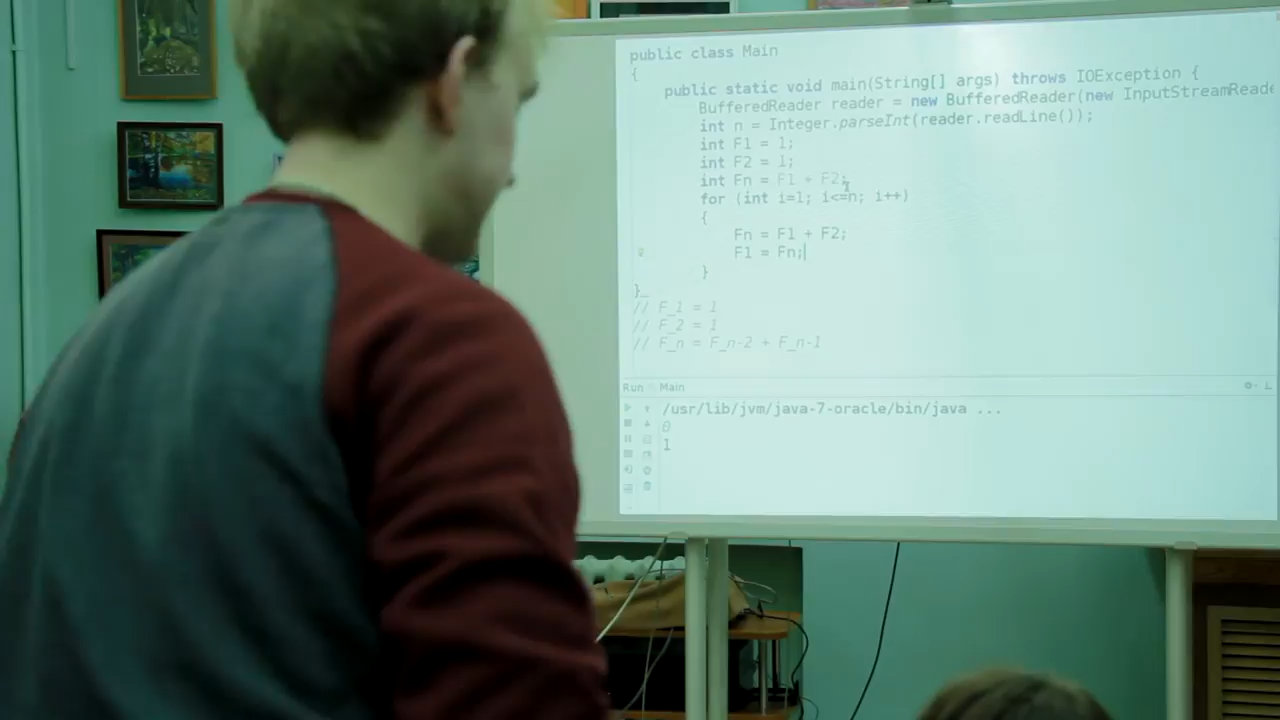 public class Main
{
public static void main(String[] args) throws IOException {
BufferedReader reader = new BufferedReader(new InputStreamReade
int n = Integer.parseInt(reader.readLine());
int F1 = 1;
int F2 = 1;
int Fn = F1 + F2;
for (int i=1; i<=n; i++)
{
Fn = F1 + F2;
F1 = Fn;
}
}
// F_1 = 1
// F_2 = 1
// F_n = F_n-2 + F_n-1
Run Main
/usr/lib/jvm/java-7-oracle/bin/java ...
0
1